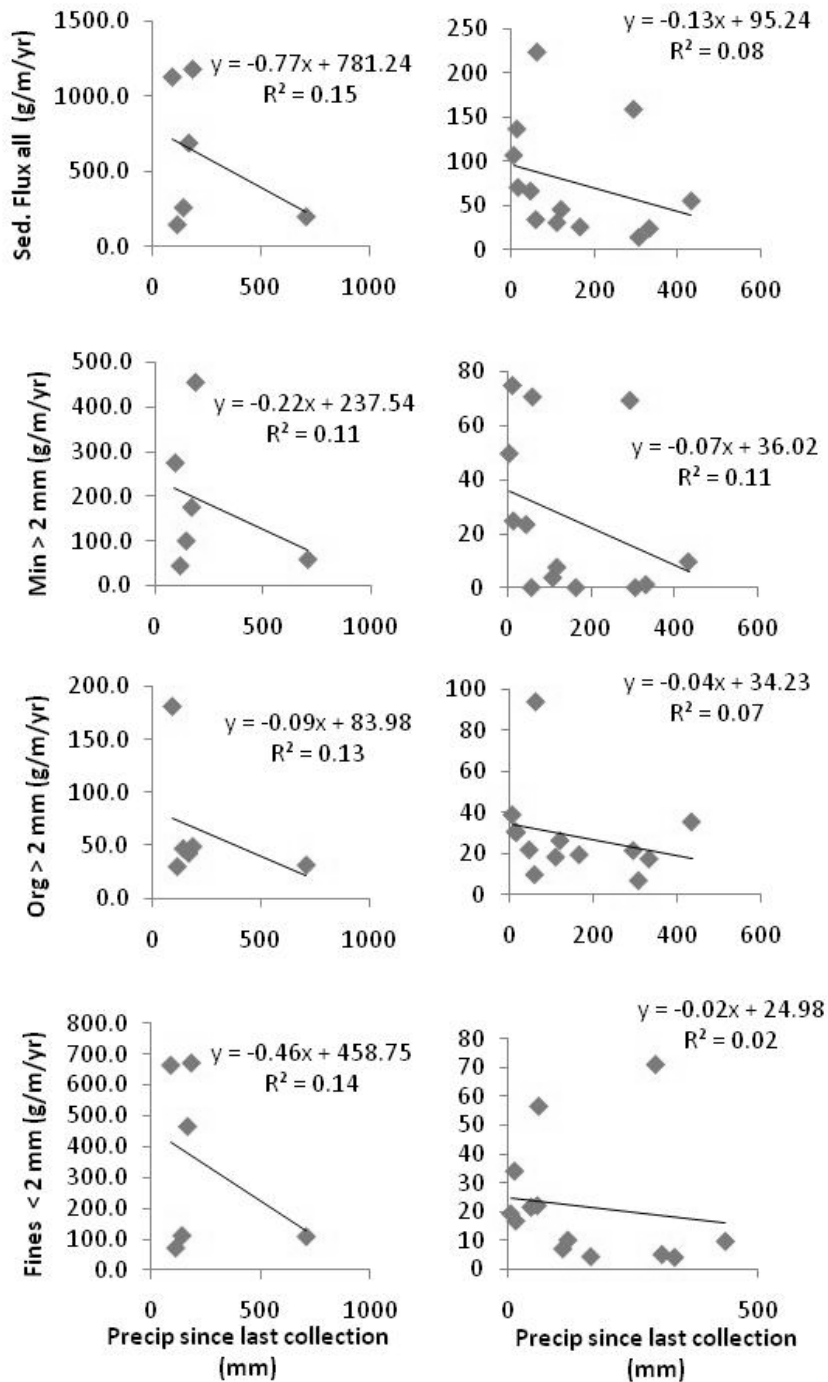 Sed. Flux all (g/m/yr)
1500.0
1000.0
500.0
0.0
y = -0.77x + 781.24
R² = 0.15
0 500 1000
250
200
150
100
50
0
y = -0.13x + 95.24
R² = 0.08
0 200 400 600
Min > 2 mm (g/m/yr)
500.0
400.0
300.0
200.0
100.0
0.0
y = -0.22x + 237.54
R² = 0.11
0 500 1000
80
60
40
20
0
y = -0.07x + 36.02
R² = 0.11
0 200 400 600
Org > 2 mm (g/m/yr)
200.0
150.0
100.0
50.0
0.0
y = -0.09x + 83.98
R² = 0.13
0 500 1000
100
80
60
40
20
0
y = -0.04x + 34.23
R² = 0.07
0 200 400 600
Fines < 2 mm (g/m/yr)
800.0
700.0
600.0
500.0
400.0
300.0
200.0
100.0
0.0
y = -0.46x + 458.75
R² = 0.14
0 500 1000
Precip since last collection
(mm)
80
70
60
50
40
30
20
10
0
y = -0.02x + 24.98
R² = 0.02
0 500
Precip since last collection
(mm)